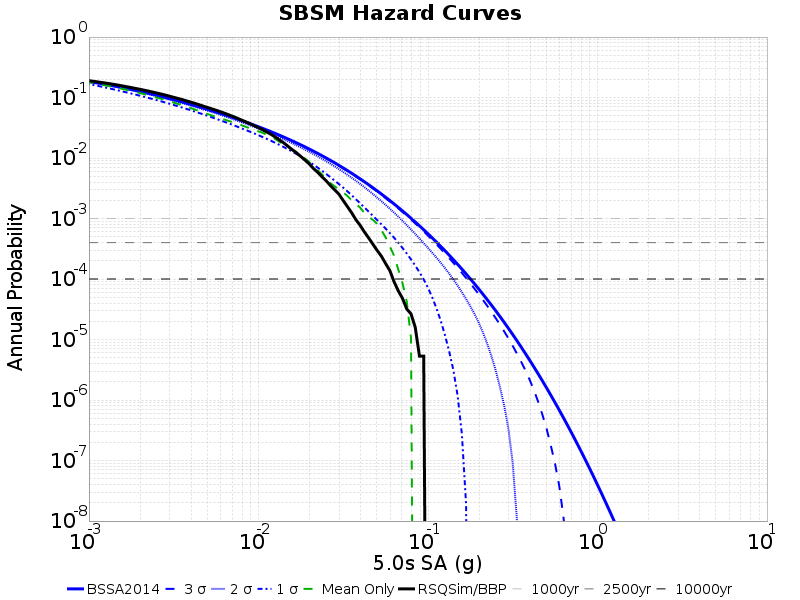 SBSM Hazard Curves
Annual Probability
10^0
10^-1
10^-2
10^-3
10^-4
10^-5
10^-6
10^-7
10^-8
10^-3 10^-2 10^-1 10^0 10^1
5.0s SA (g)
BSSA2014 3 σ 2 σ 1 σ Mean Only RSQSim/BBP 1000yr 2500yr 10000yr